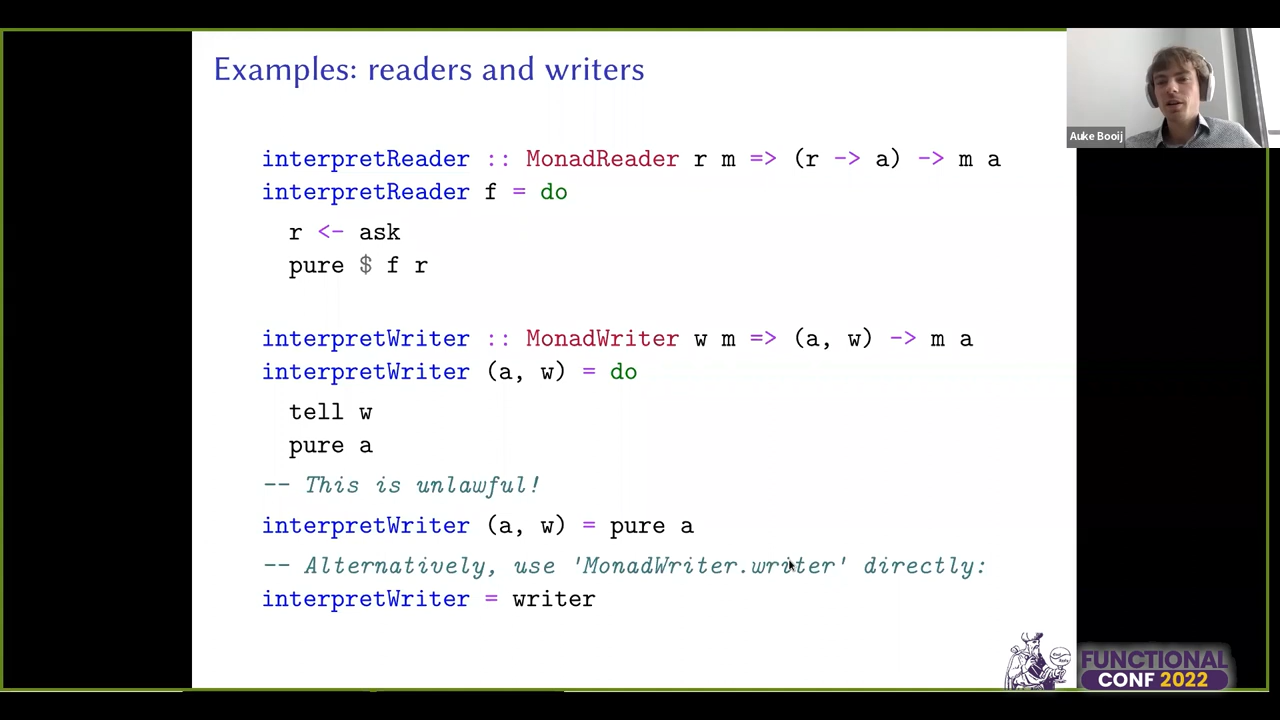 Examples: readers and writers
Auke Booij
interpretReader :: MonadReader r m => (r -> a) -> m a
interpretReader f = do
r <- ask
pure $ f r
interpretWriter :: MonadWriter w m => (a, w) -> m a
interpretWriter (a, w) = do
tell w
pure a
-- This is unlawful!
interpretWriter (a, w) = pure a
-- Alternatively, use 'MonadWriter.writer' directly:
interpretWriter = writer
FUNCTIONAL
CONF 2022